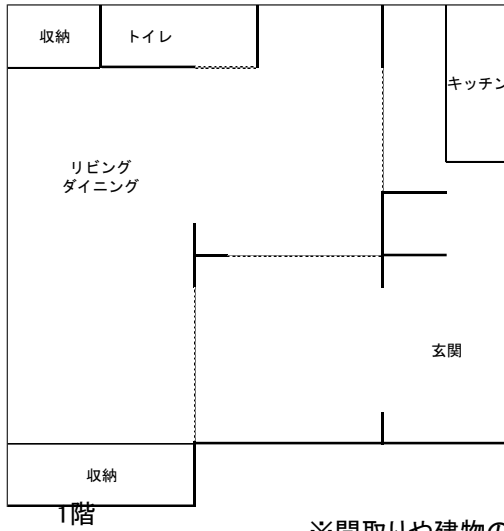 収納
トイレ
キッチン
リビング
ダイニング
玄関
収納
1階
※間取りや建物の